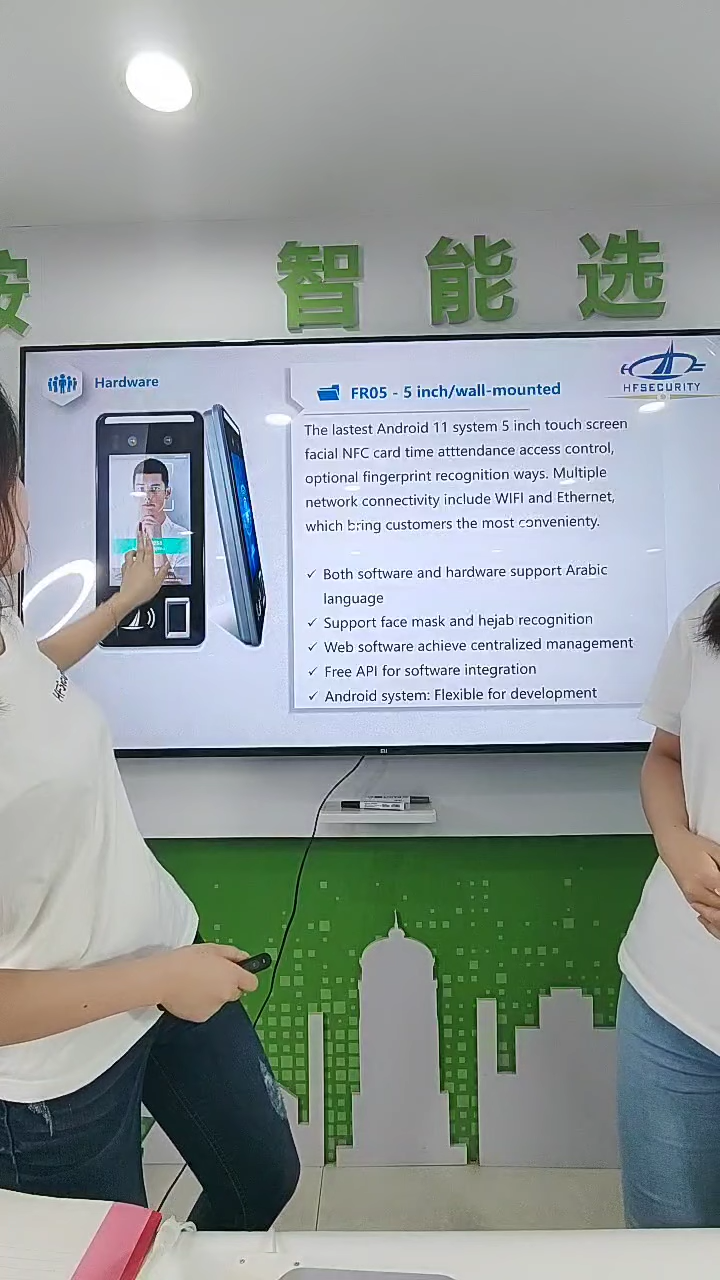 智 能 选
Hardware
FR05 - 5 inch/wall-mounted
HFSECURITY
The lastest Android 11 system 5 inch touch screen
facial NFC card time atttendance access control,
optional fingerprint recognition ways. Multiple
network connectivity include WIFI and Ethernet,
which bring customers the most convenienty.
✓ Both software and hardware support Arabic
language
✓ Support face mask and hejab recognition
✓ Web software achieve centralized management
✓ Free API for software integration
✓ Android system: Flexible for development